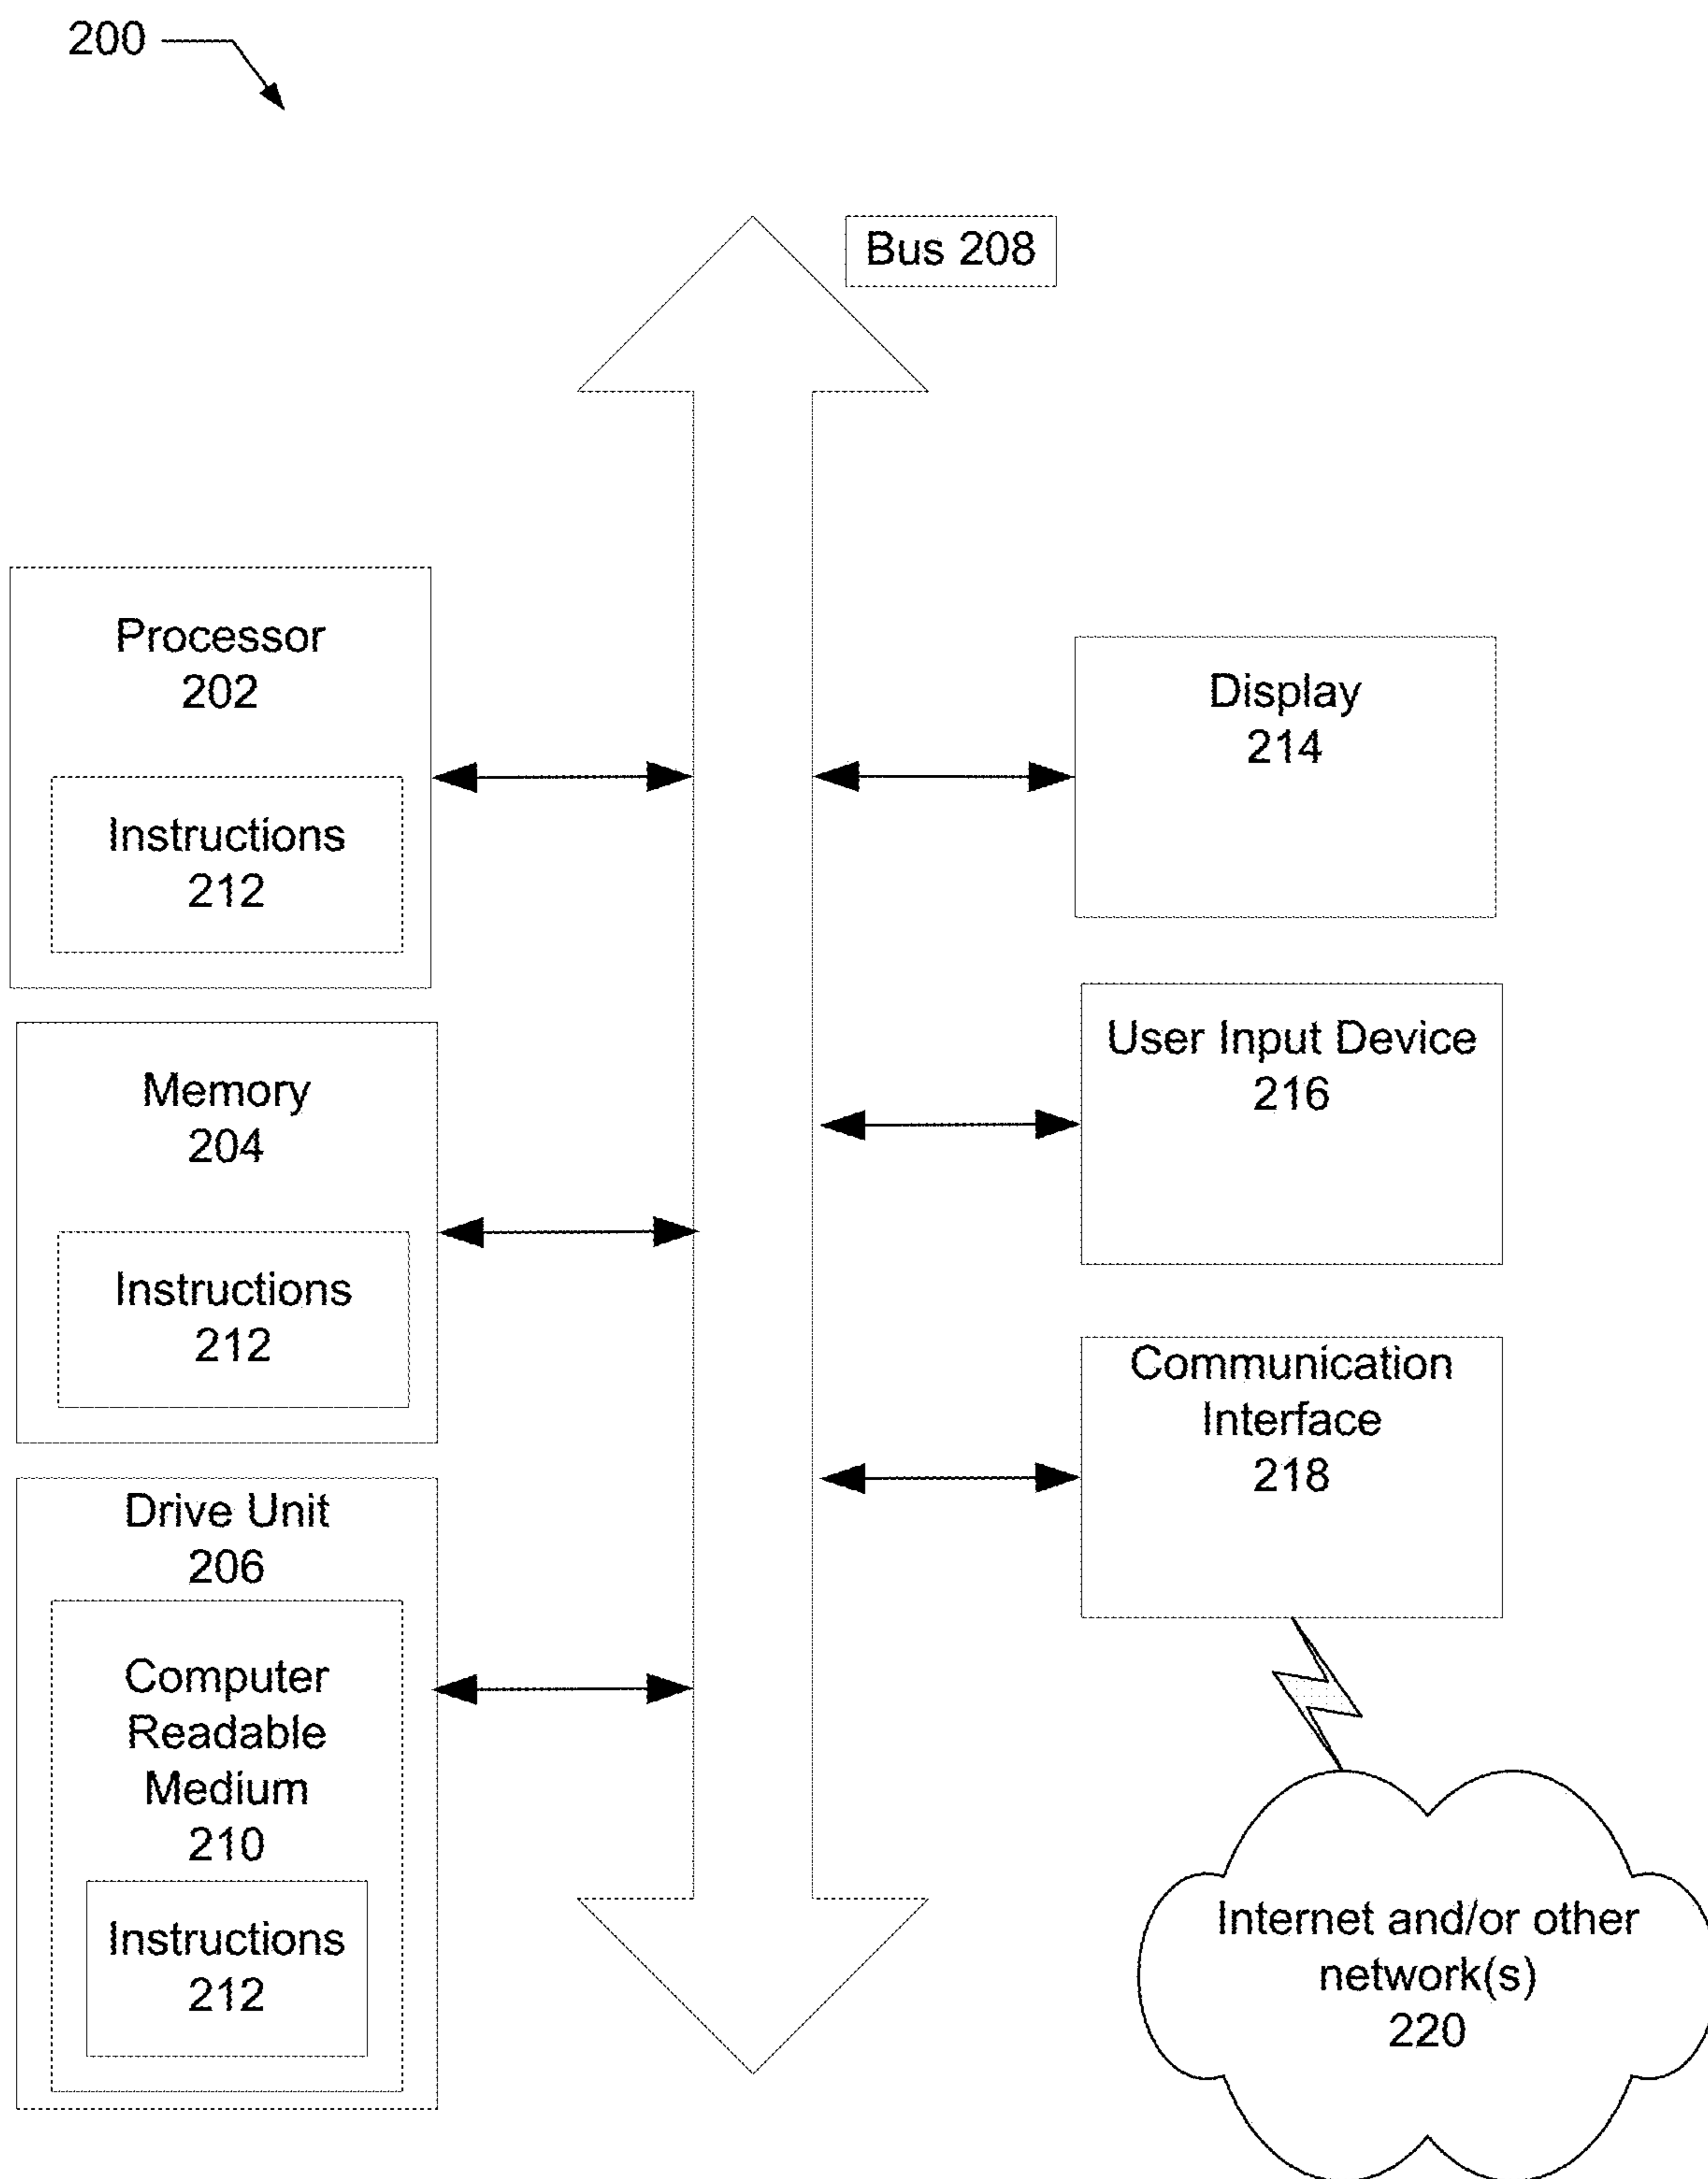 200
Bus 208
Processor
202
Instructions
212
Memory
204
Instructions
212
Drive Unit
206
Computer
Readable
Medium
210
Instructions
212
Display
214
User Input Device
216
Communication
Interface
218
Internet and/or other
network(s)
220